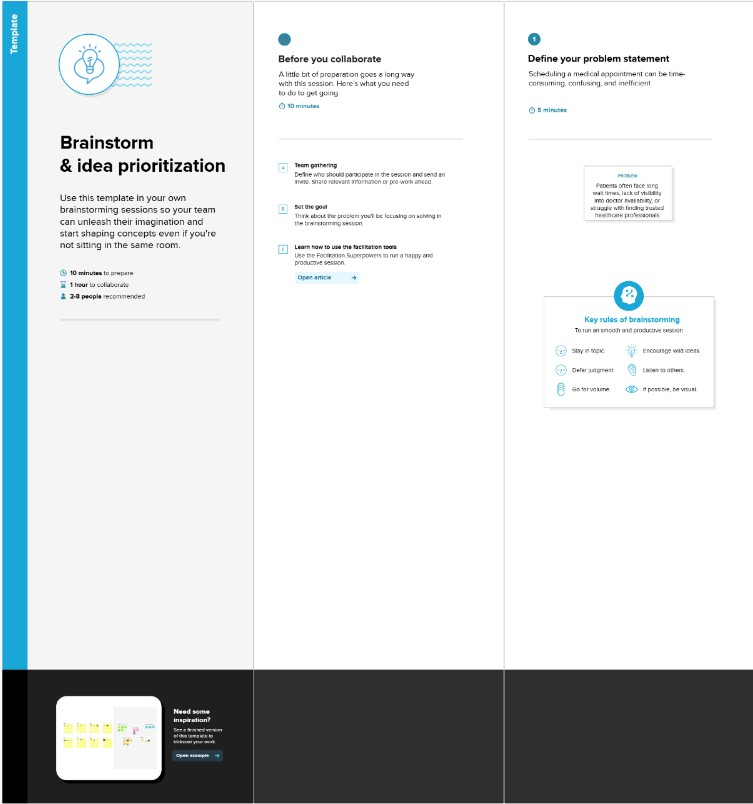 Template
Brainstorm
& idea prioritization
Use this template in your own
brainstorming sessions so your team
can unleash their imagination and
start shaping concepts even if you're
not sitting in the same room.
10 minutes to prepare
1 hour to collaborate
2-8 people recommended
Need some
inspiration?
See a finished version
of this template to
kickstart your work.
Open example →
Before you collaborate
A little bit of preparation goes a long way
with this session. Here's what you need
to do to get going.
10 minutes
A
Team gathering
Define who should participate in the session and send an
invite. Share relevant information or pre-work ahead.
B
Set the goal
Think about the problem you'll be focusing on solving in
the brainstorming session.
C
Learn how to use the facilitation tools
Use the Facilitation Superpowers to run a happy and
productive session.
Open article →
1
Define your problem statement
Scheduling a medical appointment can be time-
consuming, confusing, and inefficient
5 minutes
PROBLEM
Patients often face long
wait times, lack of visibility
into doctor availability, or
struggle with finding trusted
healthcare professionals.
Key rules of brainstorming
To run an smooth and productive session
Stay in topic.
Encourage wild ideas.
Defer judgment.
Listen to others.
Go for volume.
If possible, be visual.